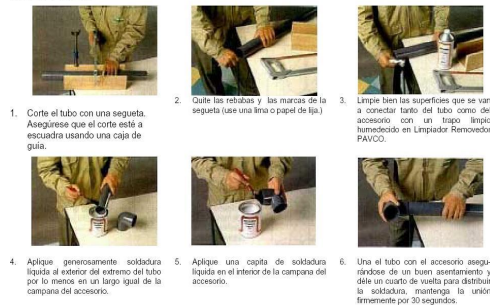 1. Corte el tubo con una segueta.
Asegúrese que el corte esté a
escuadra usando una caja de
guia.
2. Quite las rebabas y las marcas de la
segueta (use una lima o papel de lija.)
3. Limpie bien las superficies que se van
a conectar tanto del tubo como del
accesorio con un trapo limpio
humedecido en Limpiador Removedor
PAVCO.
4. Aplique generosamente soldadura
líquida al exterior del extremo del tubo
por lo menos en un largo igual de la
campana del accesorio.
5. Aplique una capita de soldadura
líquida en el interior de la campana del
accesorio.
6. Una el tubo con el accesorio asegu-
rándose de un buen asentamiento y
déle un cuarto de vuelta para distribuir
la soldadura, mantenga la unión
firmemente por 30 segundos.